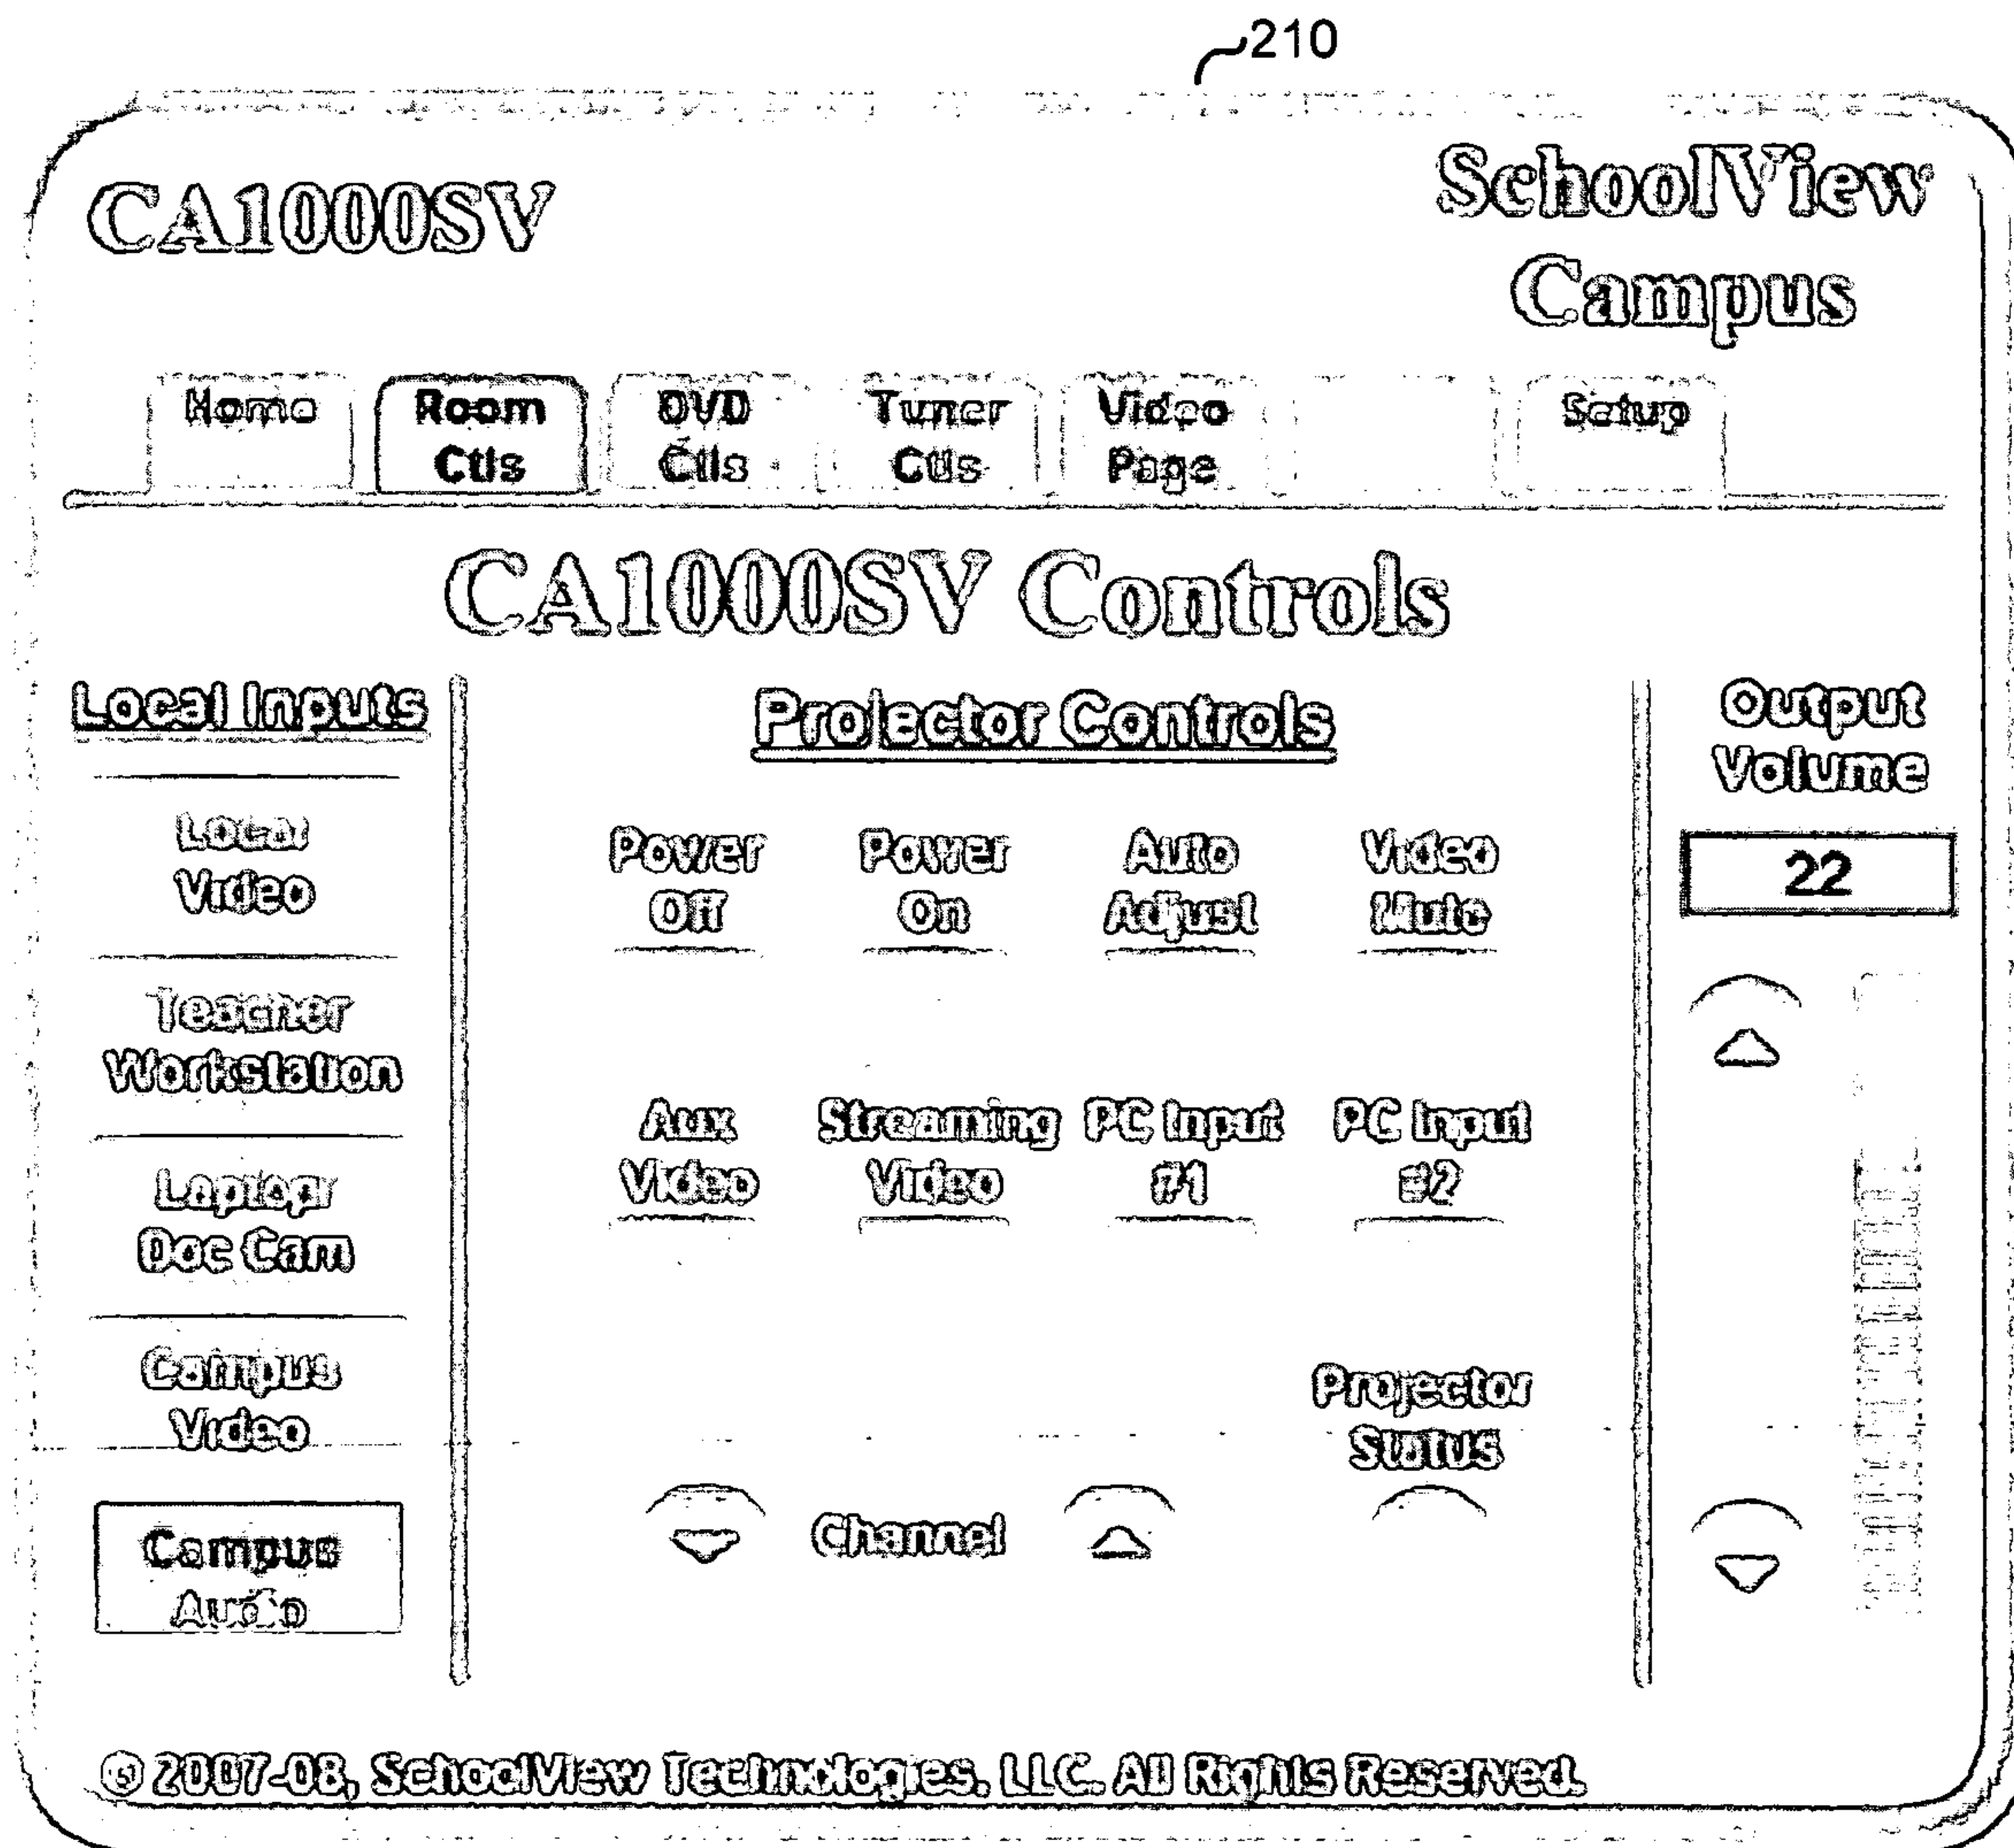 210
CA1000SV
SchoolView
Campus
Home
Room
Ctls
DVD
Ctls
Tuner
Ctls
Video
Page
Setup
CA1000SV Controls
Local Inputs
Local
Video
Teacher
Workstation
Laptop/
Doc Cam
Campus
Video
Campus
Audio
Projector Controls
Power
Off
Power
On
Auto
Adjust
Video
Mute
Aux
Video
Streaming
Video
PC Input
#1
PC Input
#2
Projector
Status
Channel
Output
Volume
22
© 2007-08, SchoolView Technologies, LLC. All Rights Reserved.